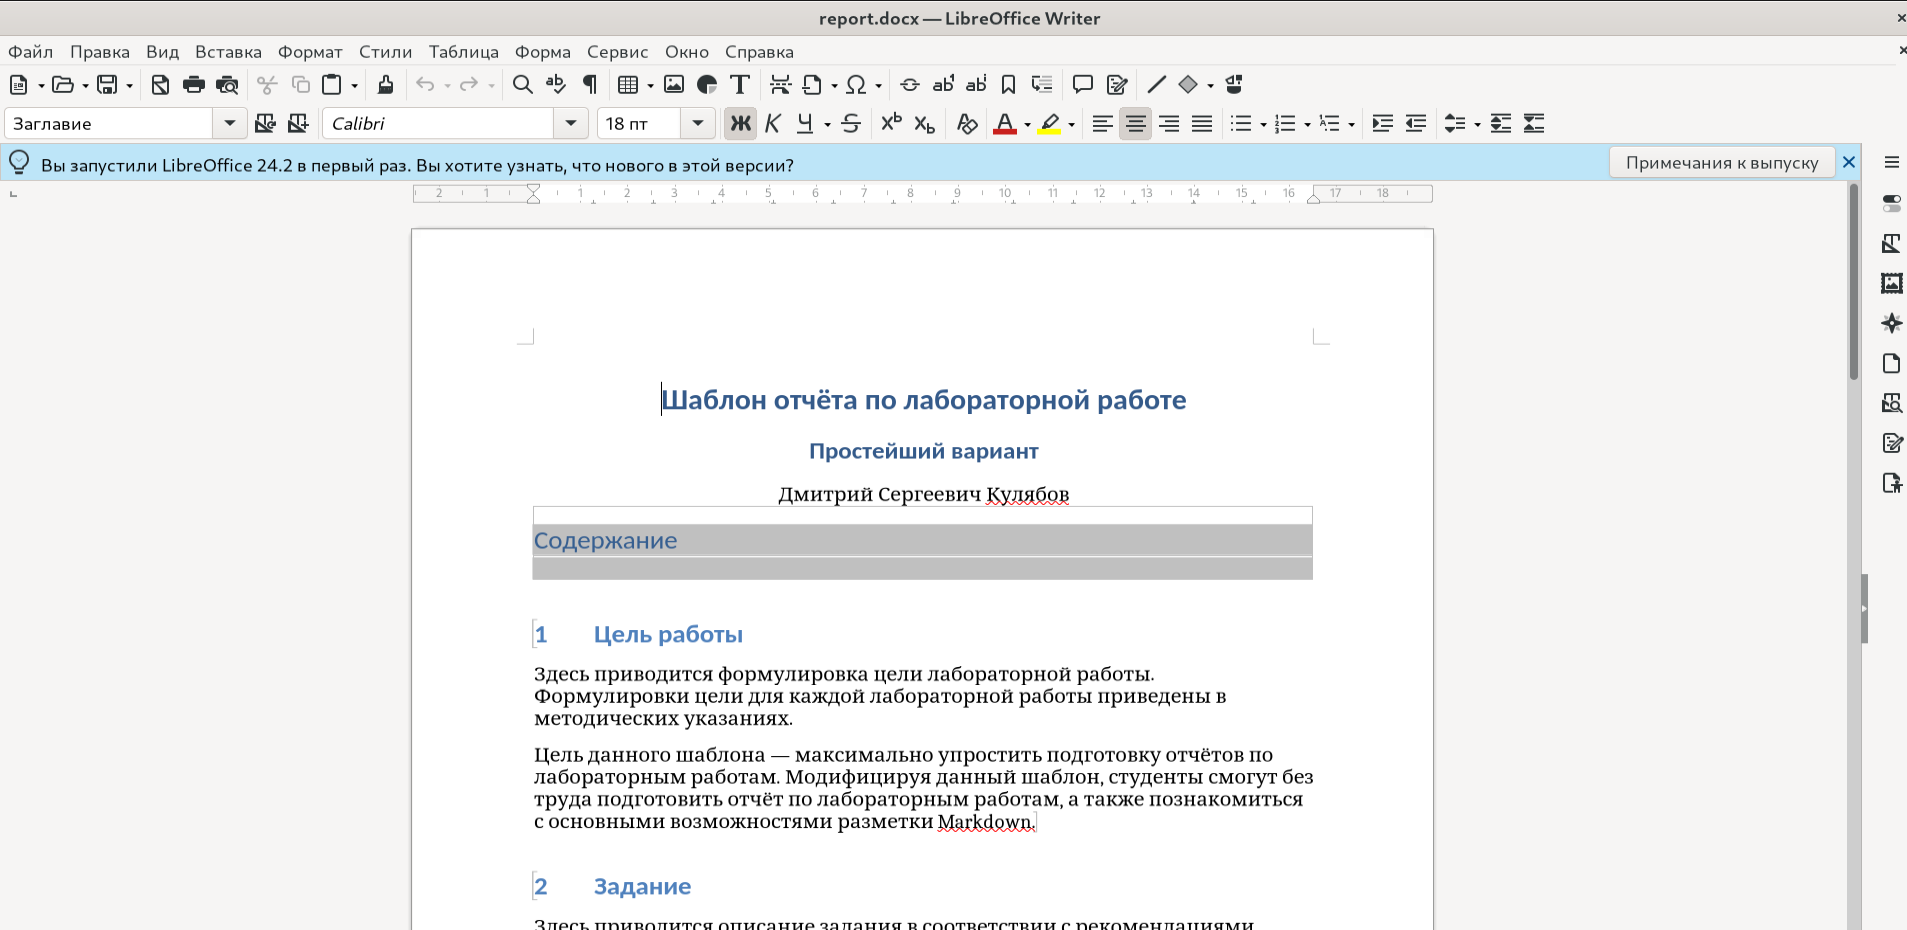 report.docx — LibreOffice Writer
Файл Правка Вид Вставка Формат Стили Таблица Форма Сервис Окно Справка
Заглавие Calibri 18 пт Ж К Ч S
Вы запустили LibreOffice 24.2 в первый раз. Вы хотите узнать, что нового в этой версии? Примечания к выпуску
2 1 1 2 3 4 5 6 7 8 9 10 11 12 13 14 15 16 17 18
Шаблон отчёта по лабораторной работе
Простейший вариант
Дмитрий Сергеевич Кулябов
Содержание
1 Цель работы
Здесь приводится формулировка цели лабораторной работы.
Формулировки цели для каждой лабораторной работы приведены в
методических указаниях.
Цель данного шаблона — максимально упростить подготовку отчётов по
лабораторным работам. Модифицируя данный шаблон, студенты смогут без
труда подготовить отчёт по лабораторным работам, а также познакомиться
с основными возможностями разметки Markdown.
2 Задание
Здесь приводится описание задания в соответствии с рекомендациями